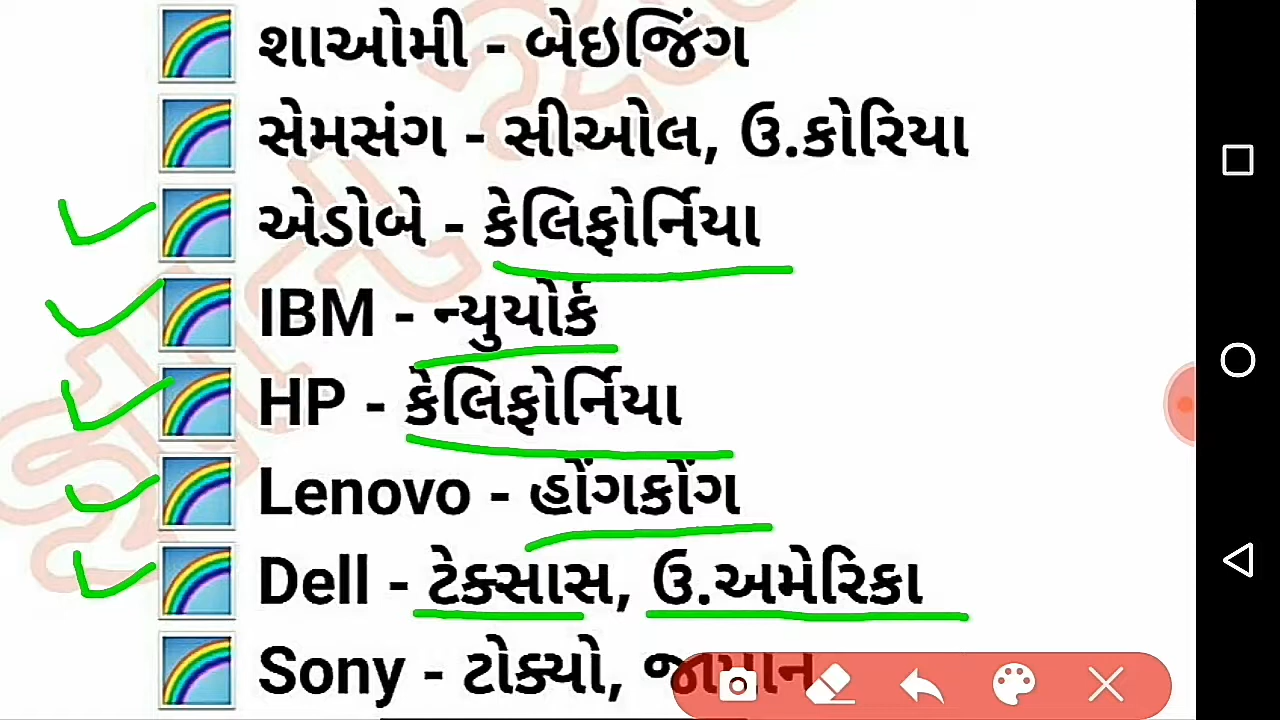 શાઓમી - બેઇજિંગ
સેમસંગ - સીઓલ, ઉ.કોરિયા
એડોબે - કેલિફોર્નિયા
IBM - ન્યુયોર્ક
HP - કેલિફોર્નિયા
Lenovo - હોંગકોંગ
Dell - ટેક્સાસ, ઉ.અમેરિકા
Sony - ટોક્યો, જાપાન